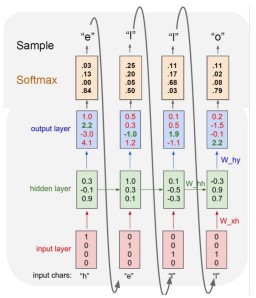 Sample "e" "l" "l" "o"
Softmax
.03 .25 .11 .11
.13 .20 .17 .02
.00 .05 .68 .08
.84 .50 .03 .79
output layer
1.0 0.5 0.1 0.2
2.2 0.3 0.5 -1.5
-3.0 -1.0 1.9 -0.1
4.1 1.2 -1.1 2.2
W_hy
hidden layer
0.3 1.0 0.1 -0.3
-0.1 0.3 -0.5 0.9
0.9 0.1 -0.3 0.7
W_hh
W_xh
input layer
1 0 0 0
0 1 0 0
0 0 1 1
0 0 0 0
input chars: "h" "e" "l" "l"